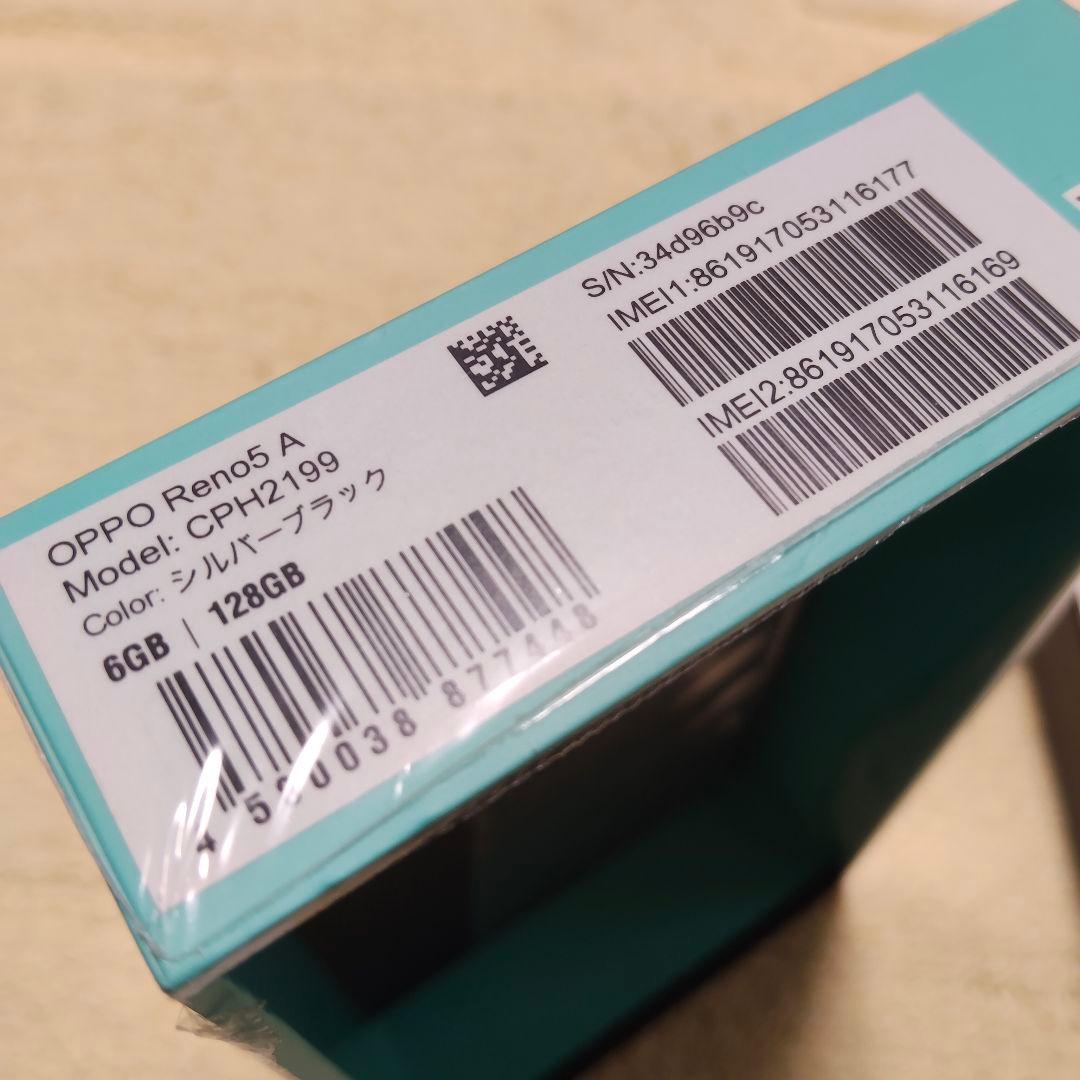 OPPO Reno5 A
Model: CPH2199
Color: シルバーブラック
6GB | 128GB
S/N:34d96b9c
IMEI1:861917053116177
IMEI2:861917053116169